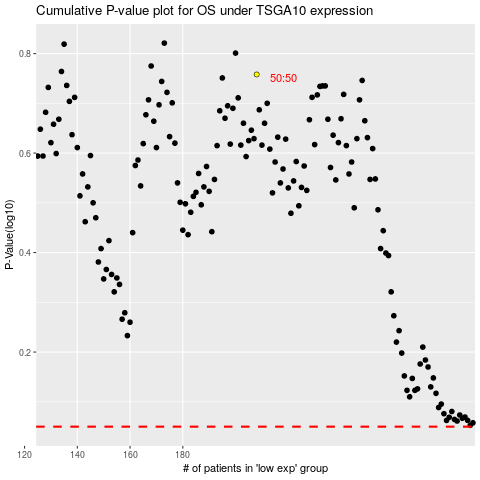 Cumulative P-value plot for OS under TSGA10 expression
P-Value(log10)
0.8
0.6
0.4
0.2
50:50
120 140 160 180
# of patients in 'low exp' group